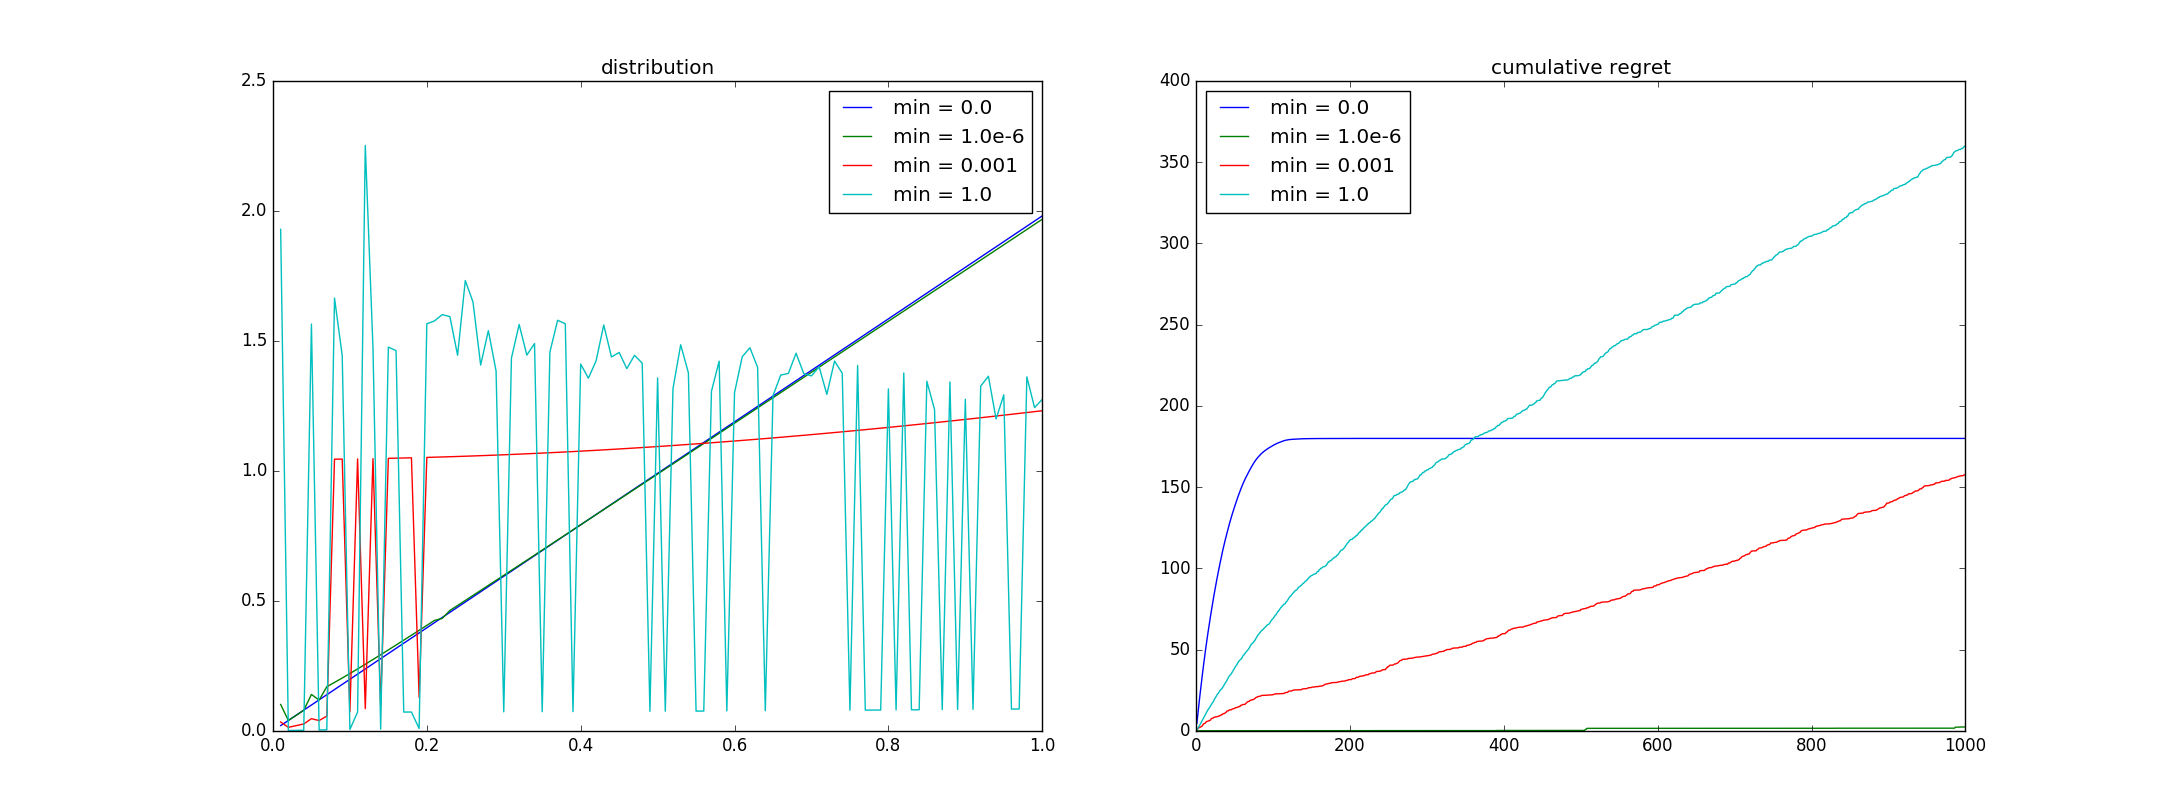 distribution
2.5
2.0
1.5
1.0
0.5
0.0
0.0 0.2 0.4 0.6 0.8 1.0
min = 0.0
min = 1.0e-6
min = 0.001
min = 1.0
cumulative regret
400
350
300
250
200
150
100
50
0
0 200 400 600 800 1000
min = 0.0
min = 1.0e-6
min = 0.001
min = 1.0